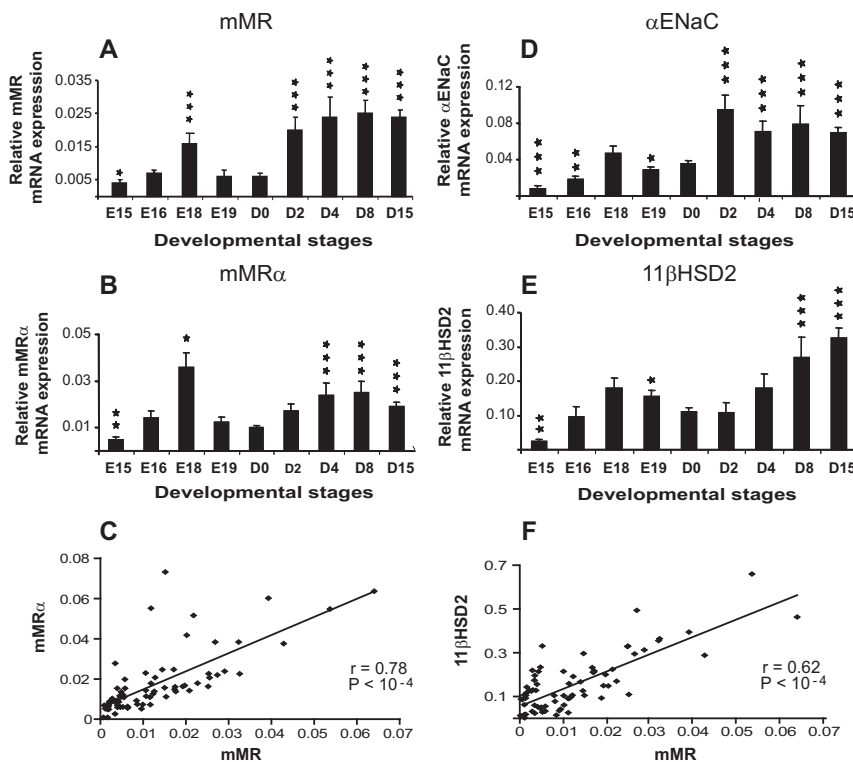 mMR
A
Relative mMR
mRNA expresssion
0.035
0.025
0.015
0.005
E15 E16 E18 E19 D0 D2 D4 D8 D15
Developmental stages
αENaC
D
Relative αENaC
mRNA expression
0.12
0.08
0.04
E15 E16 E18 E19 D0 D2 D4 D8 D15
Developmental stages
mMRα
B
Relative mMRα
mRNA expression
0.05
0.03
0.01
E15 E16 E18 E19 D0 D2 D4 D8 D15
Developmental stages
11βHSD2
E
Relative 11βHSD2
mRNA expression
0.40
0.30
0.20
0.10
E15 E16 E18 E19 D0 D2 D4 D8 D15
Developmental stages
C
mMRα
0.08
0.06
0.04
0.02
0
r = 0.78
P < 10-4
0 0.01 0.02 0.03 0.04 0.05 0.06 0.07
mMR
F
11βHSD2
0.7
0.5
0.3
0.1
r = 0.62
P < 10-4
0 0.01 0.02 0.03 0.04 0.05 0.06 0.07
mMR